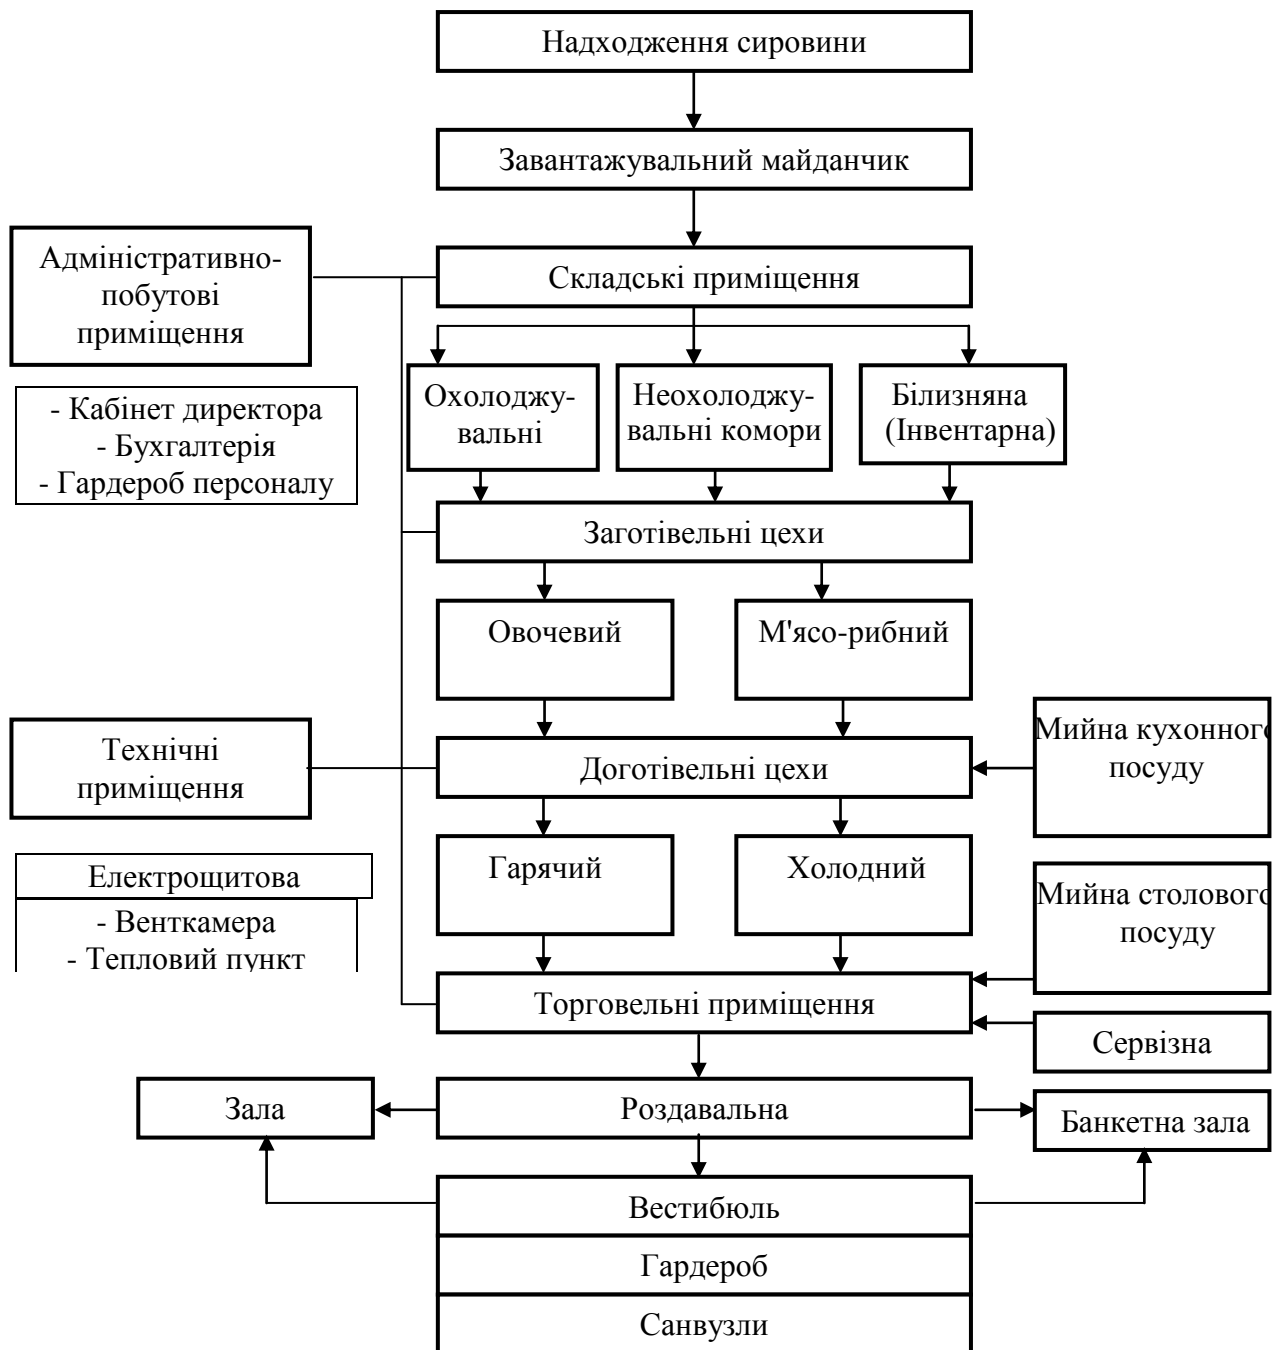 Надходження сировини
Завантажувальний майданчик
Адміністративно-
побутові
приміщення
Складські приміщення
- Кабінет директора
- Бухгалтерія
- Гардероб персоналу
Охолоджу-
вальні
Неохолоджу-
вальні комори
Білизняна
(Інвентарна)
Заготівельні цехи
Овочевий
М'ясо-рибний
Технічні
приміщення
Доготівельні цехи
Мийна кухонного
посуду
Електрощитова
- Венткамера
- Тепловий пункт
Гарячий
Холодний
Мийна столового
посуду
Торговельні приміщення
Сервізна
Зала
Роздавальна
Банкетна зала
Вестибюль
Гардероб
Санвузли